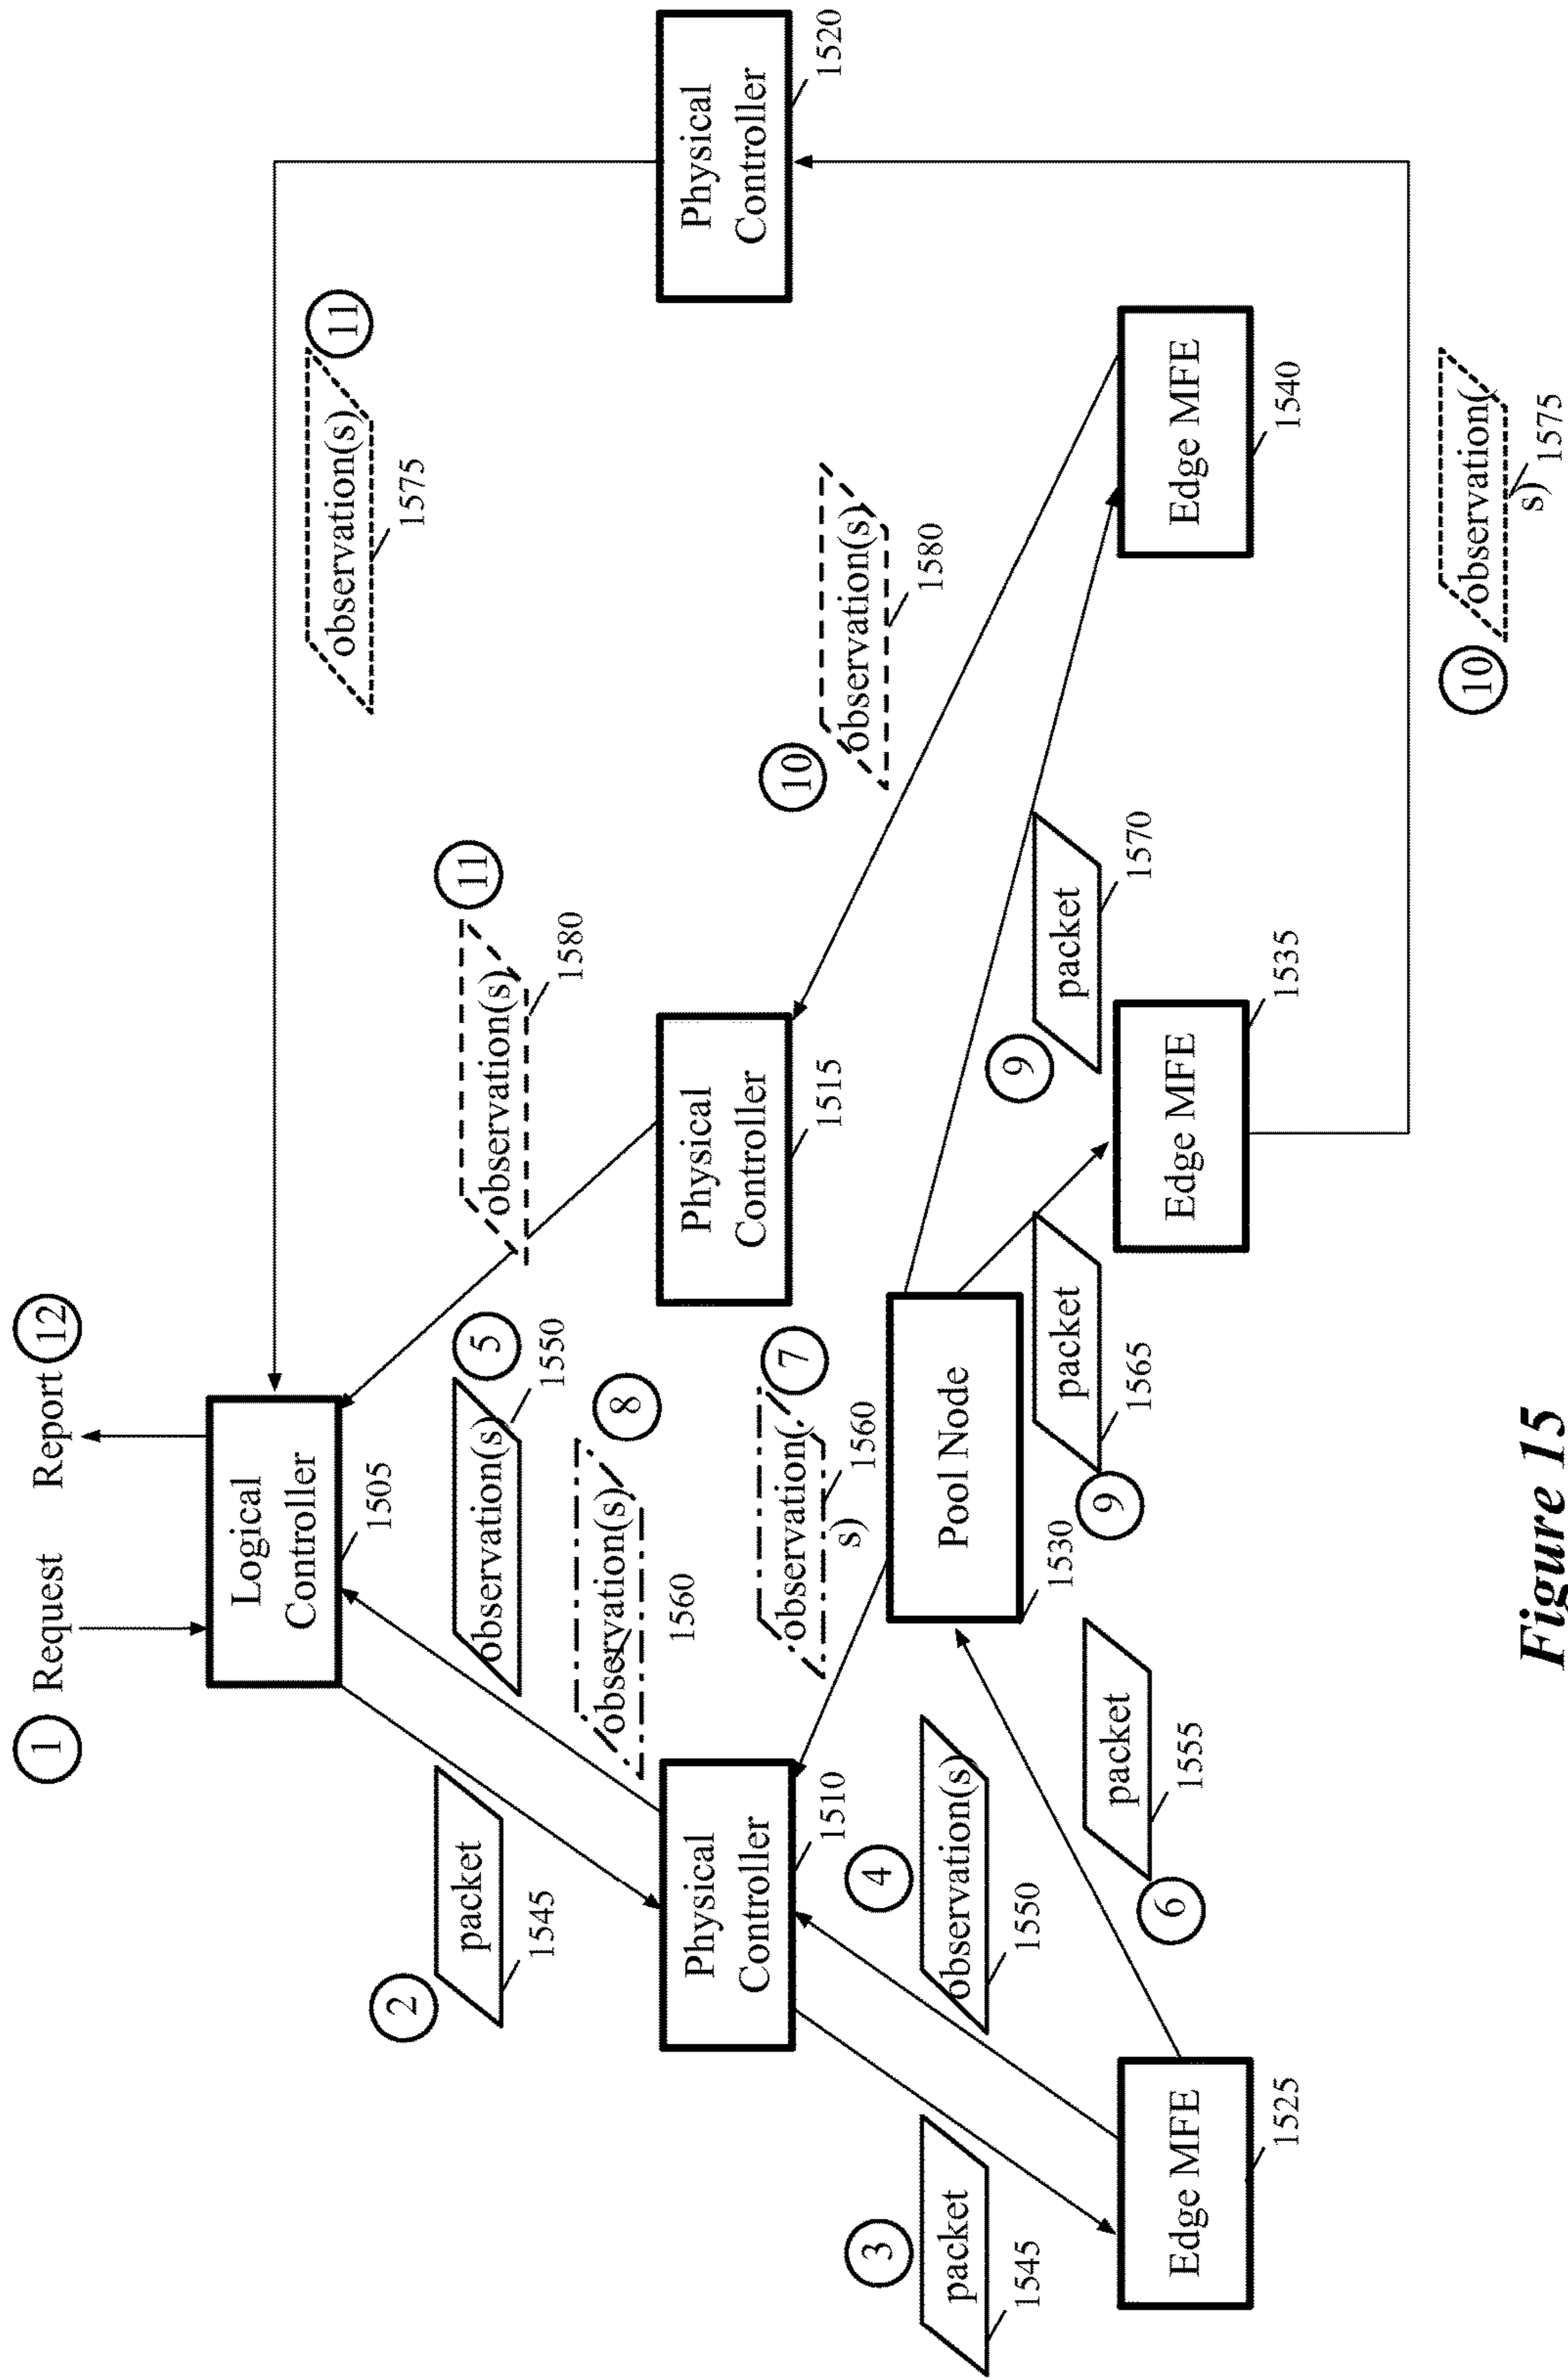 1 Request Report 12
Logical
Controller
1505
2
packet
1545
observation(s)
5
1550
observation(s)
8
1560
observation(s)
11
1580
observation(s)
11
1575
Physical
Controller
1510
Physical
Controller
1515
Physical
Controller
1520
3
packet
1545
4
observation(s)
1550
observation(
s)
7
1560
10
observation(s)
1580
Pool Node
1530
6
packet
1555
9
packet
1565
9
packet
1570
Edge MFE
1525
Edge MFE
1535
Edge MFE
1540
10
observation(
s)
1575
Figure 15